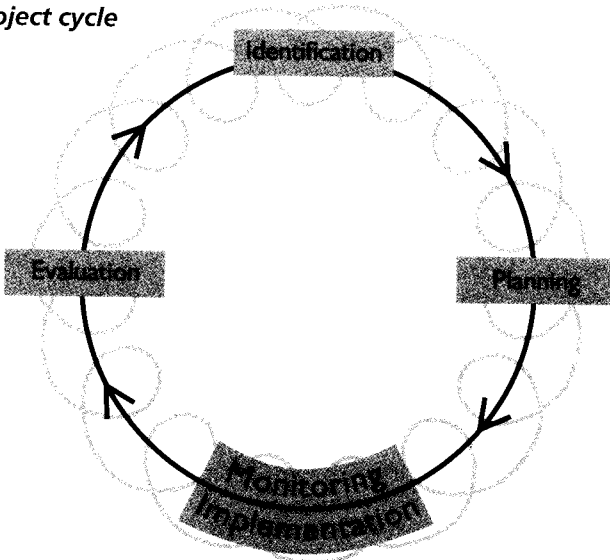 oject cycle
Identification
Evaluation
Planning
Monitoring
Implementation